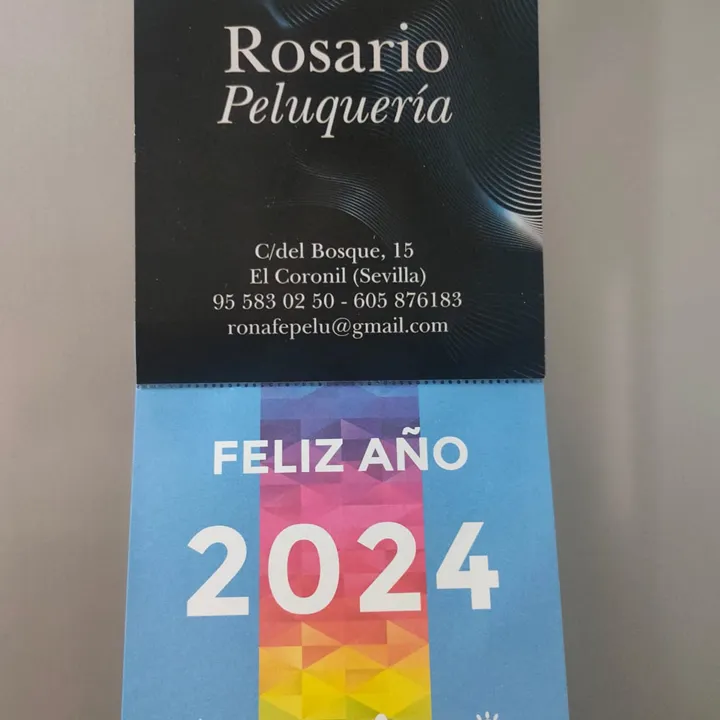 Rosario
Peluquería
C/del Bosque, 15
El Coronil (Sevilla)
95 583 02 50 - 605 876183
ronafepelu@gmail.com
FELIZ AÑO
2024